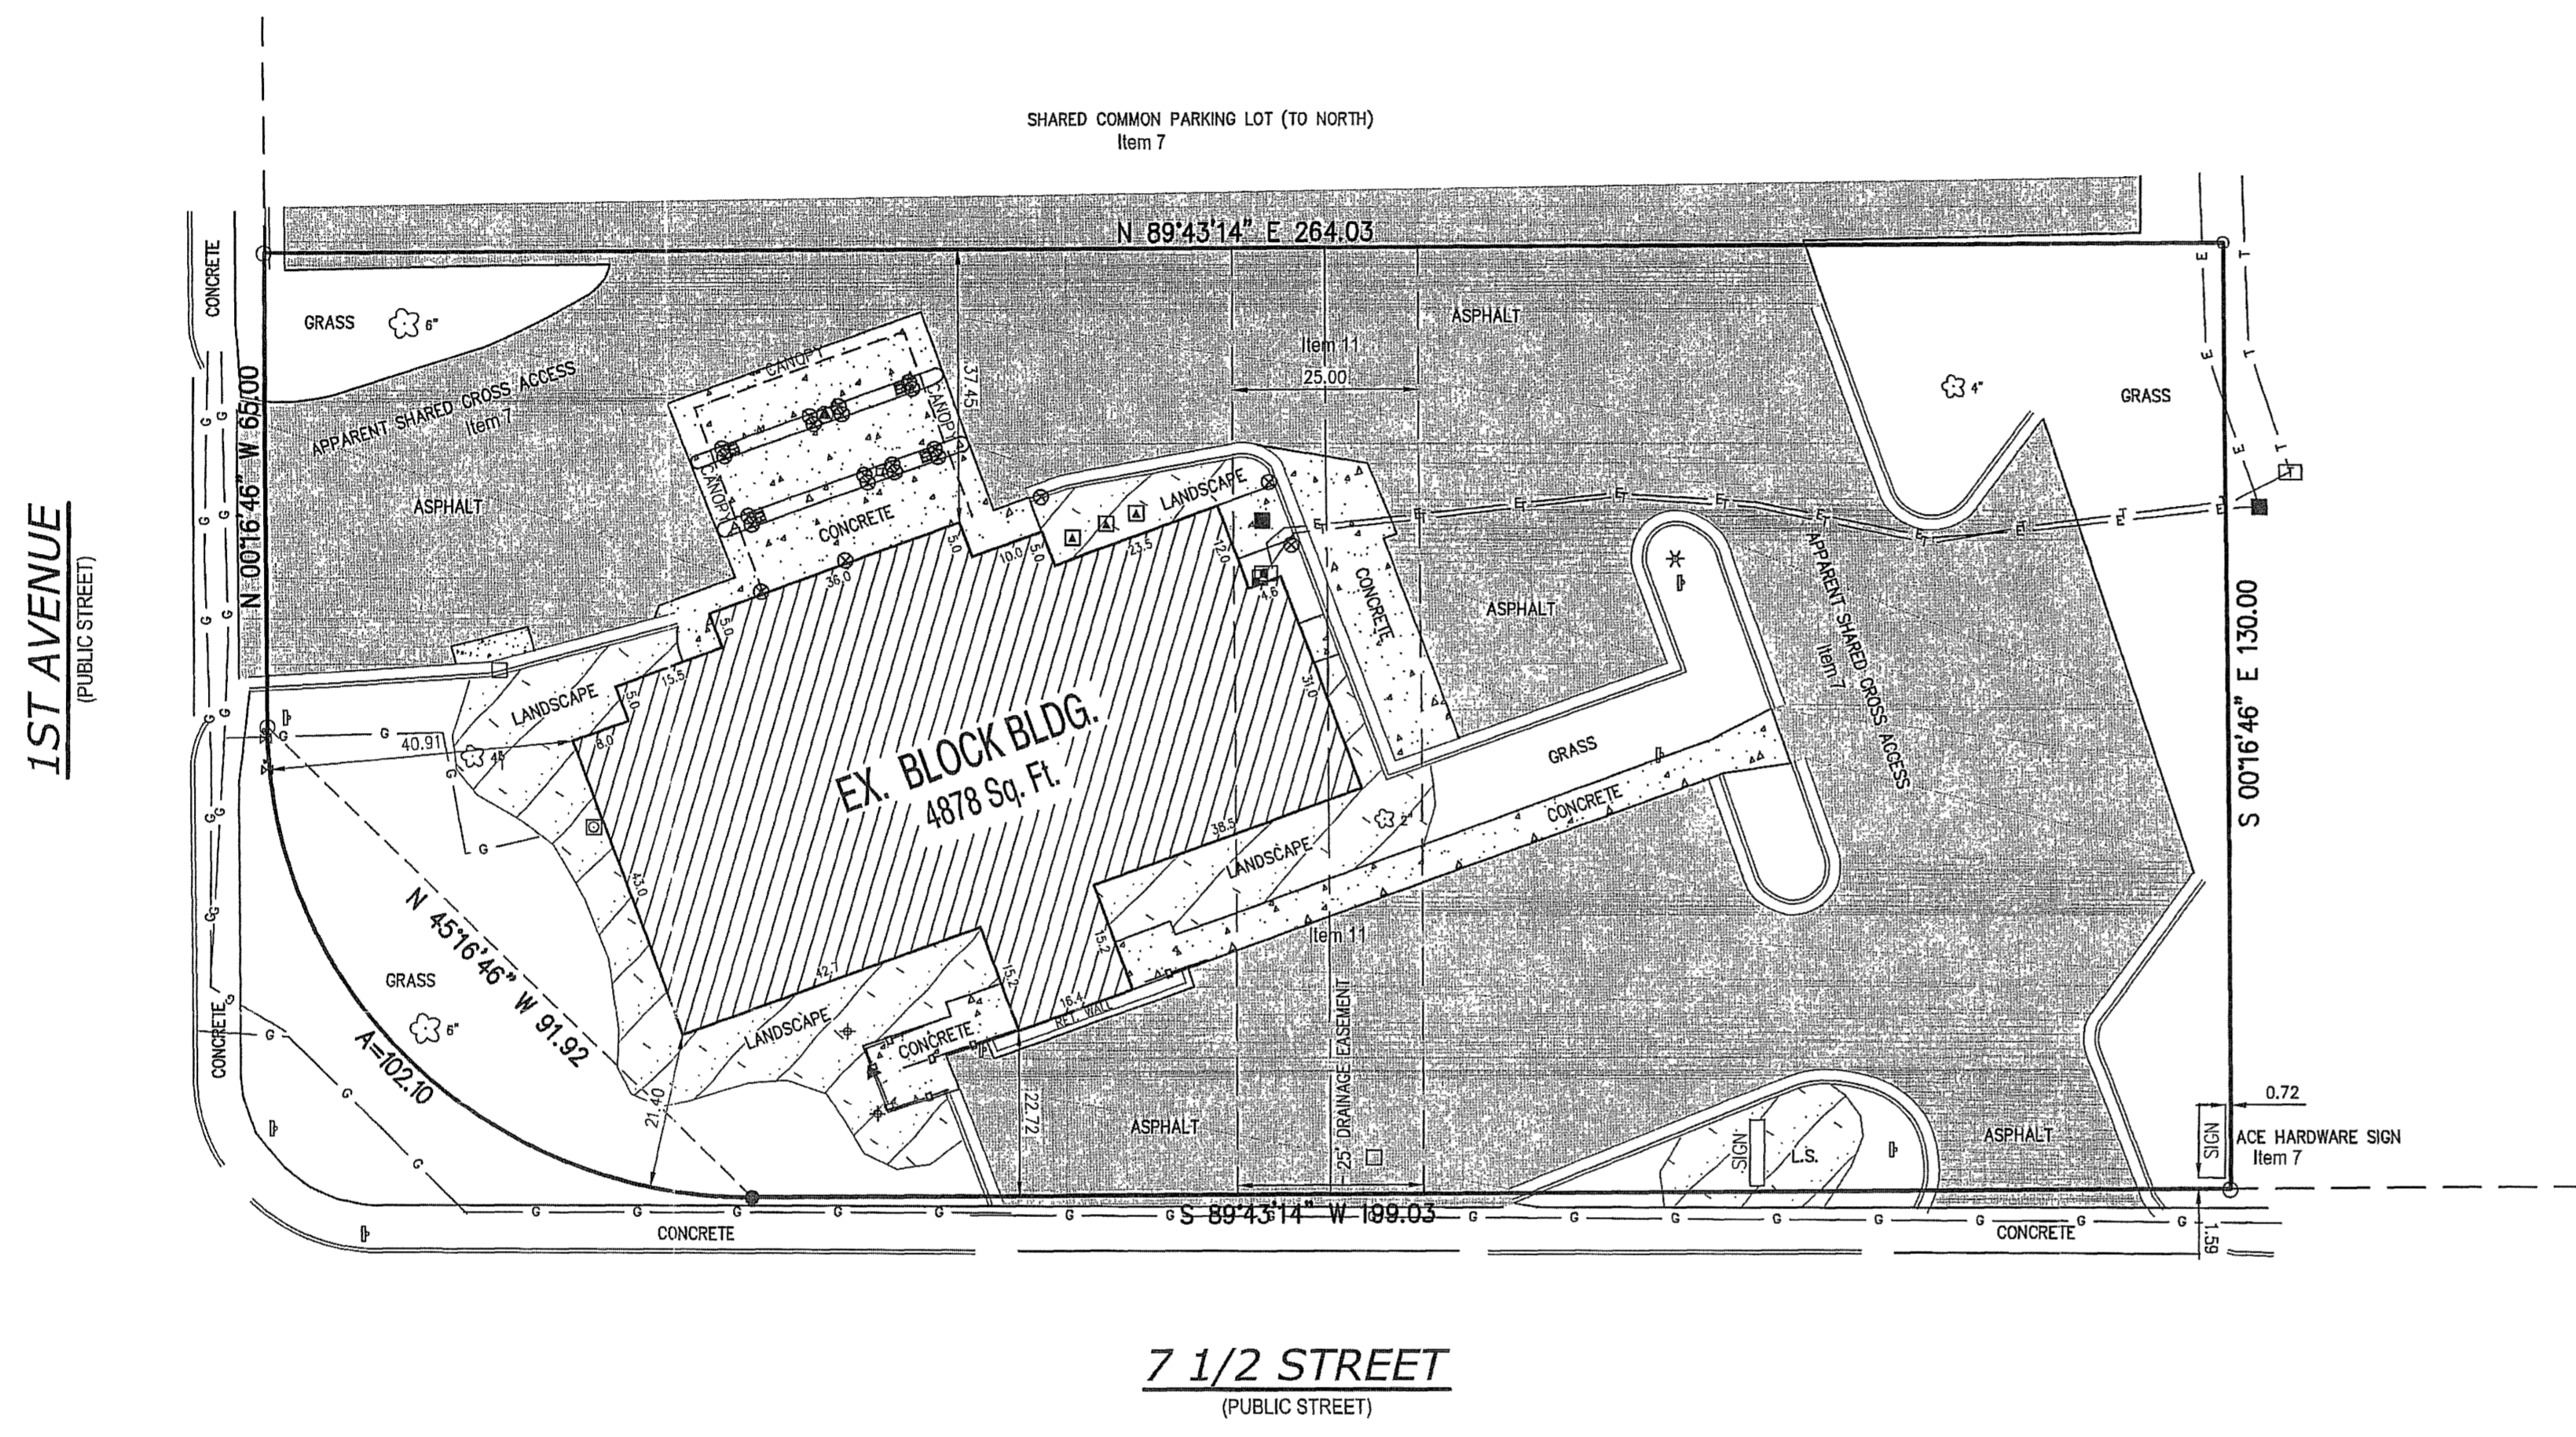 SHARED COMMON PARKING LOT (TO NORTH)
Item 7
N 89°43'14" E 264.03
CONCRETE
GRASS
6"
APPARENT SHARED CROSS ACCESS
Item 7
ASPHALT
N 00°16'46" W 65.00
1ST AVENUE
(PUBLIC STREET)
CANOPY
CANOPY
CANOPY
CONCRETE
37.45
ASPHALT
Item 11
25.00
4"
GRASS
E
T
E
T
E
T
LANDSCAPE
5.0
10.0
5.0
23.5
12.0
36.0
5.0
15.5
5.0
8.0
31.0
CONCRETE
ASPHALT
APPARENT SHARED CROSS ACCESS
Item 7
S 00°16'46" E 130.00
LANDSCAPE
40.91
EX. BLOCK BLDG.
4878 Sq. Ft.
GRASS
CONCRETE
2"
38.5
LANDSCAPE
43.0
15.2
Item 11
42.7
15.2
16.4
RET. WALL
N 45°16'46" W 91.92
GRASS
6"
A=102.10
CONCRETE
LANDSCAPE
CONCRETE
21.40
22.72
ASPHALT
25' DRAINAGE EASEMENT
SIGN
L.S.
ASPHALT
0.72
SIGN
ACE HARDWARE SIGN
Item 7
1.59
S 89°43'14" W 199.03
CONCRETE
CONCRETE
7 1/2 STREET
(PUBLIC STREET)